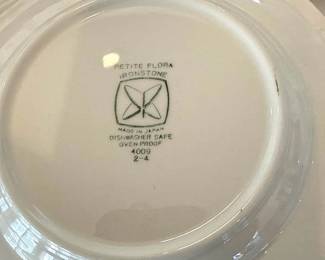 PETITE FLORA
IRONSTONE
MADE IN JAPAN
DISHWASHER SAFE
OVEN PROOF
4009
2-4